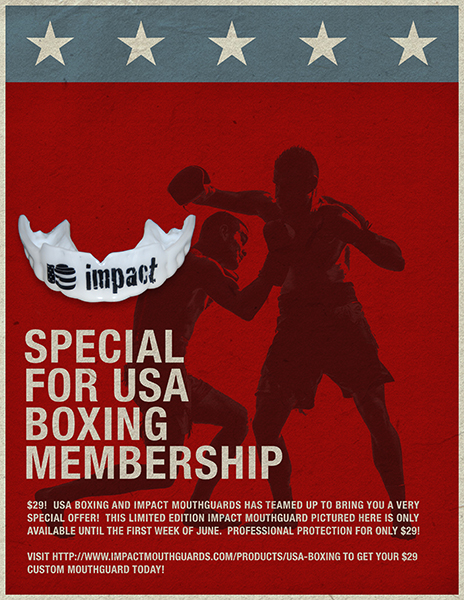 impact
SPECIAL
FOR USA
BOXING
MEMBERSHIP
$29! USA BOXING AND IMPACT MOUTHGUARDS HAS TEAMED UP TO BRING YOU A VERY
SPECIAL OFFER! THIS LIMITED EDITION IMPACT MOUTHGUARD PICTURED HERE IS ONLY
AVAILABLE UNTIL THE FIRST WEEK OF JUNE. PROFESSIONAL PROTECTION FOR ONLY $29!
VISIT HTTP://WWW.IMPACTMOUTHGUARDS.COM/PRODUCTS/USA-BOXING TO GET YOUR $29
CUSTOM MOUTHGUARD TODAY!